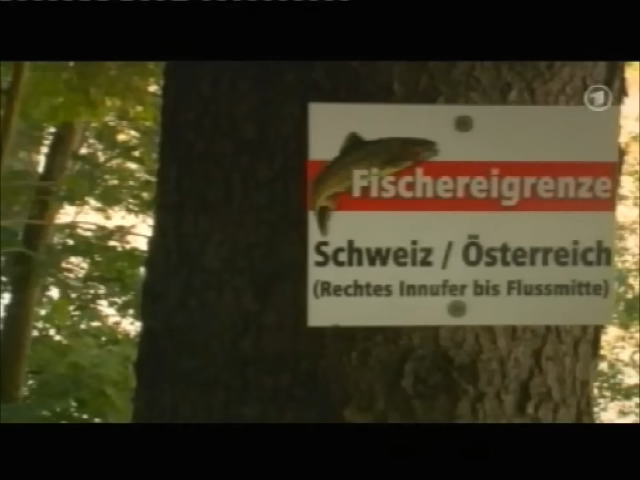 Fischereigrenze
Schweiz / Österreich
(Rechtes Innufer bis Flussmitte)